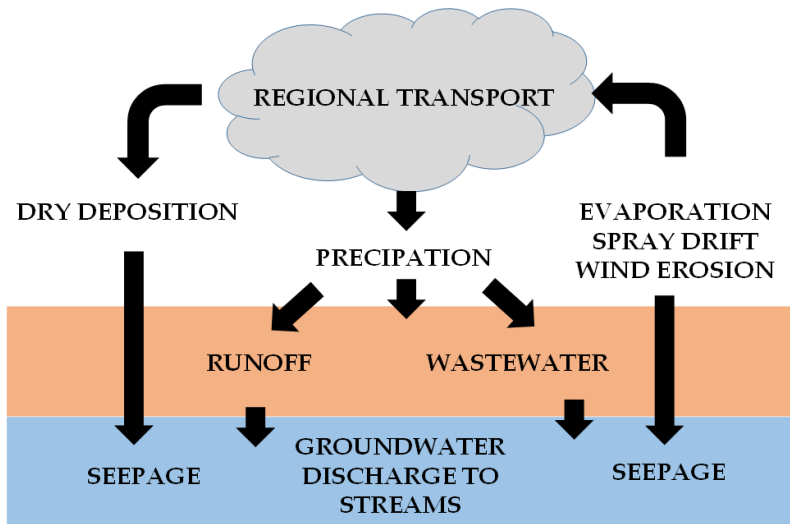 REGIONAL TRANSPORT
DRY DEPOSITION
EVAPORATION
SPRAY DRIFT
WIND EROSION
PRECIPATION
RUNOFF
WASTEWATER
SEEPAGE
GROUNDWATER
DISCHARGE TO
STREAMS
SEEPAGE